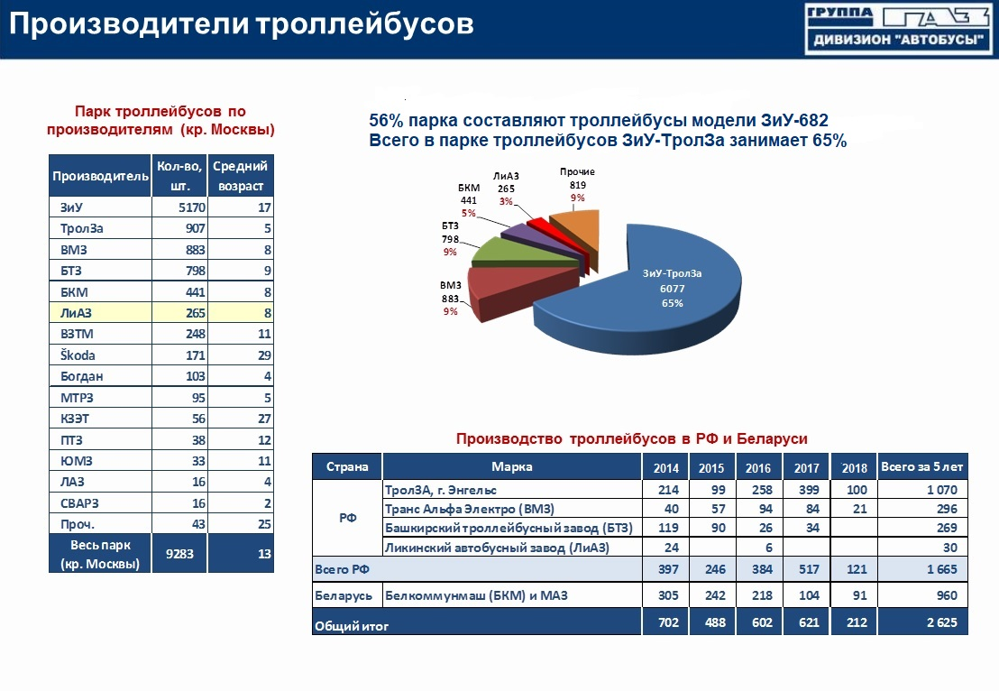 Производители троллейбусов
ГРУППА ГАЗ
ДИВИЗИОН "АВТОБУСЫ"
Парк троллейбусов по
производителям (кр. Москвы)
Производитель Кол-во, шт. Средний возраст
ЗиУ 5170 17
ТролЗа 907 5
ВМЗ 883 8
БТЗ 798 9
БКМ 441 8
ЛиАЗ 265 8
ВЗТМ 248 11
Škoda 171 29
Богдан 103 4
МТРЗ 95 5
КЗЭТ 56 27
ПТЗ 38 12
ЮМЗ 33 11
ЛАЗ 16 4
СВАРЗ 16 2
Проч. 43 25
Весь парк (кр. Москвы) 9283 13
56% парка составляют троллейбусы модели ЗиУ-682
Всего в парке троллейбусов ЗиУ-ТролЗа занимает 65%
Прочие
819
9%
ЛиАЗ
265
3%
БКМ
441
5%
БТЗ
798
9%
ВМЗ
883
9%
ЗиУ-ТролЗа
6077
65%
Производство троллейбусов в РФ и Беларуси
Страна Марка 2014 2015 2016 2017 2018 Всего за 5 лет
РФ
ТролЗА, г. Энгельс 214 99 258 399 100 1 070
Транс Альфа Электро (ВМЗ) 40 57 94 84 21 296
Башкирский троллейбусный завод (БТЗ) 119 90 26 34 269
Ликинский автобусный завод (ЛиАЗ) 24 6 30
Всего РФ 397 246 384 517 121 1 665
Беларусь Белкоммунмаш (БКМ) и МАЗ 305 242 218 104 91 960
Общий итог 702 488 602 621 212 2 625